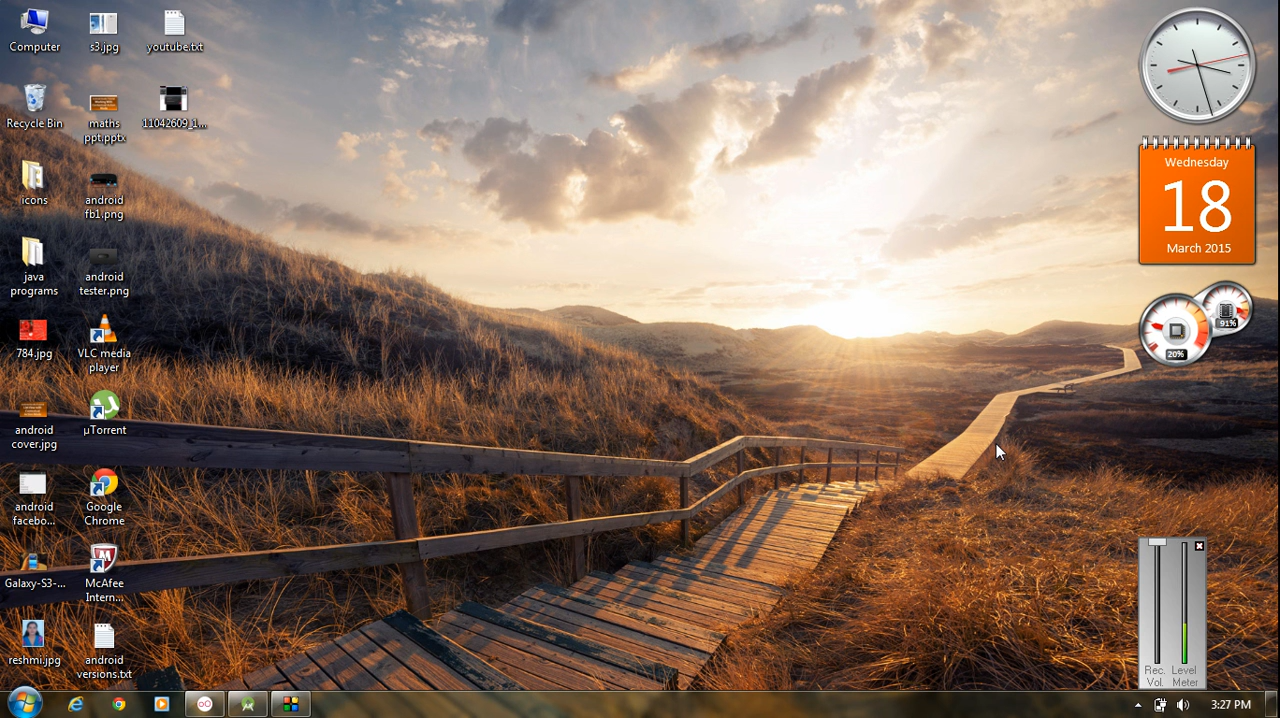 Computer
s3.jpg
youtube.txt
Recycle Bin
maths
ppt.pptx
11042609_1...
icons
android
fb1.png
java
programs
android
tester.png
784.jpg
VLC media
player
android
cover.jpg
µTorrent
android
facebo...
Google
Chrome
Galaxy-S3-...
McAfee
Intern...
reshmi.jpg
android
versions.txt
Wednesday
18
March 2015
91%
20%
Rec. Level
Vol. Meter
3:27 PM